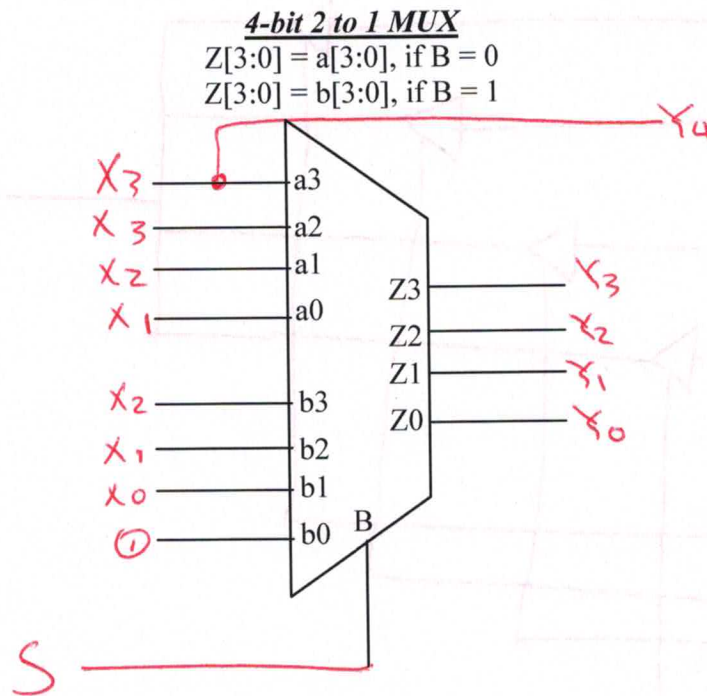 4-bit 2 to 1 MUX
Z[3:0] = a[3:0], if B = 0
Z[3:0] = b[3:0], if B = 1
Y4
X3 a3
X3 a2
X2 a1
X1 a0
Z3 Y3
Z2 Y2
Z1 Y1
Z0 Y0
X2 b3
X1 b2
X0 b1
1 b0
B
S